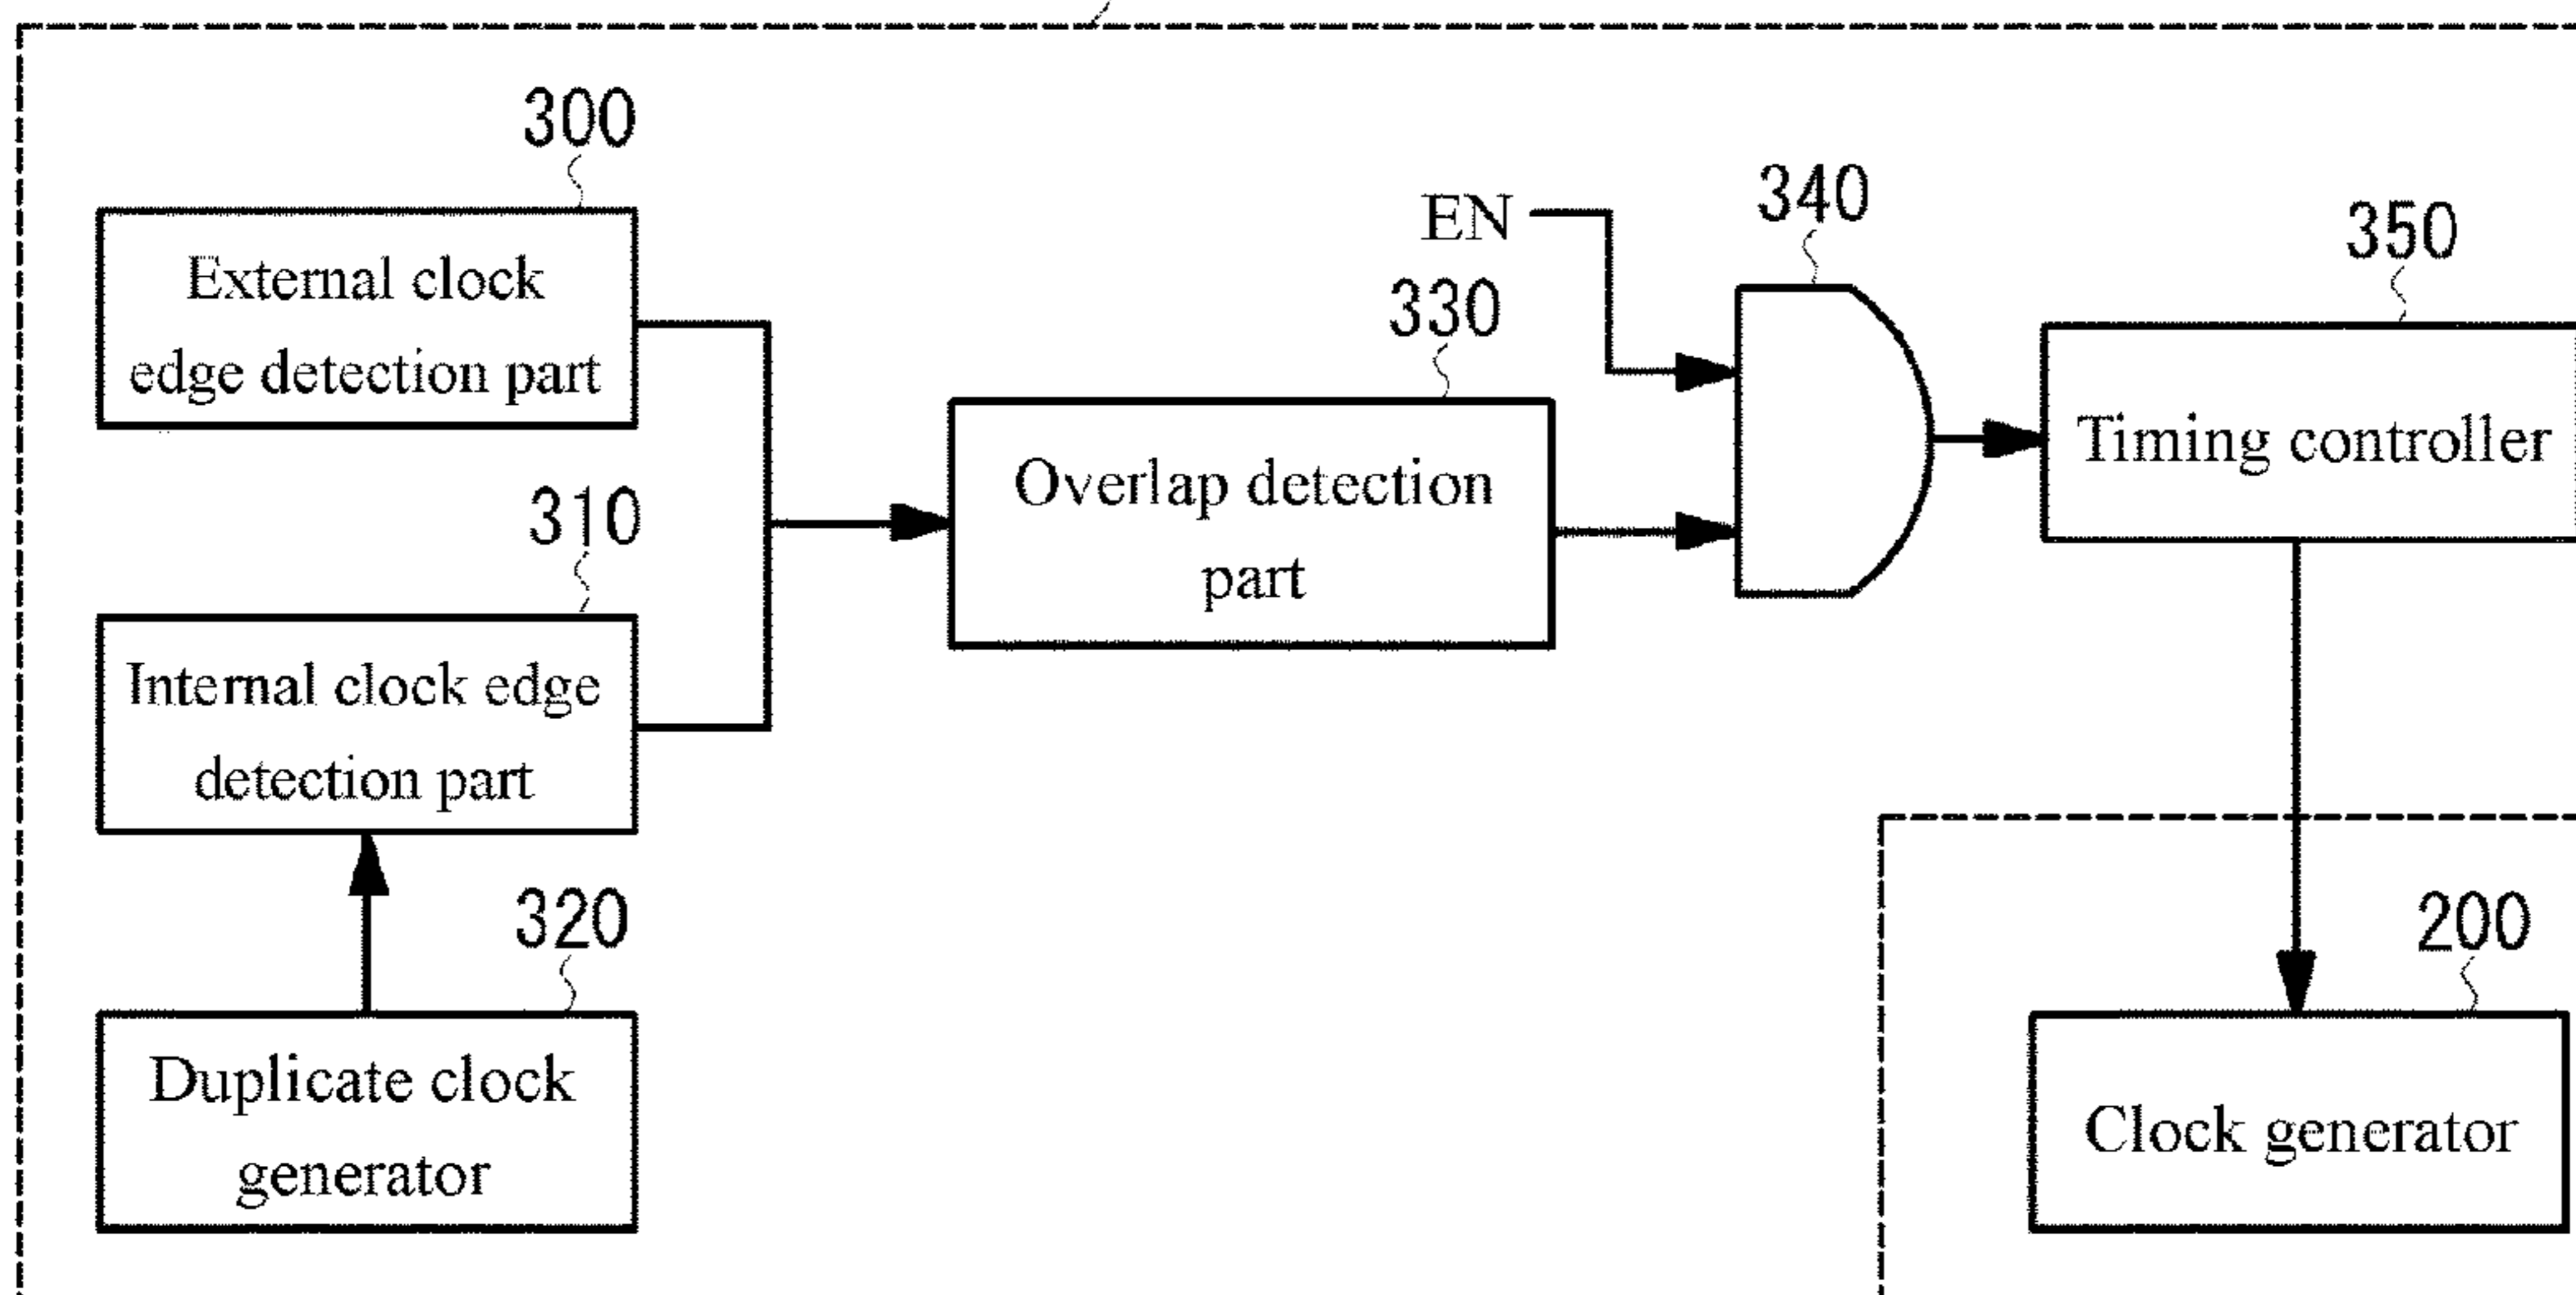 300
External clock
edge detection part
310
Internal clock edge
detection part
320
Duplicate clock
generator
330
Overlap detection
part
EN
340
350
Timing controller
200
Clock generator